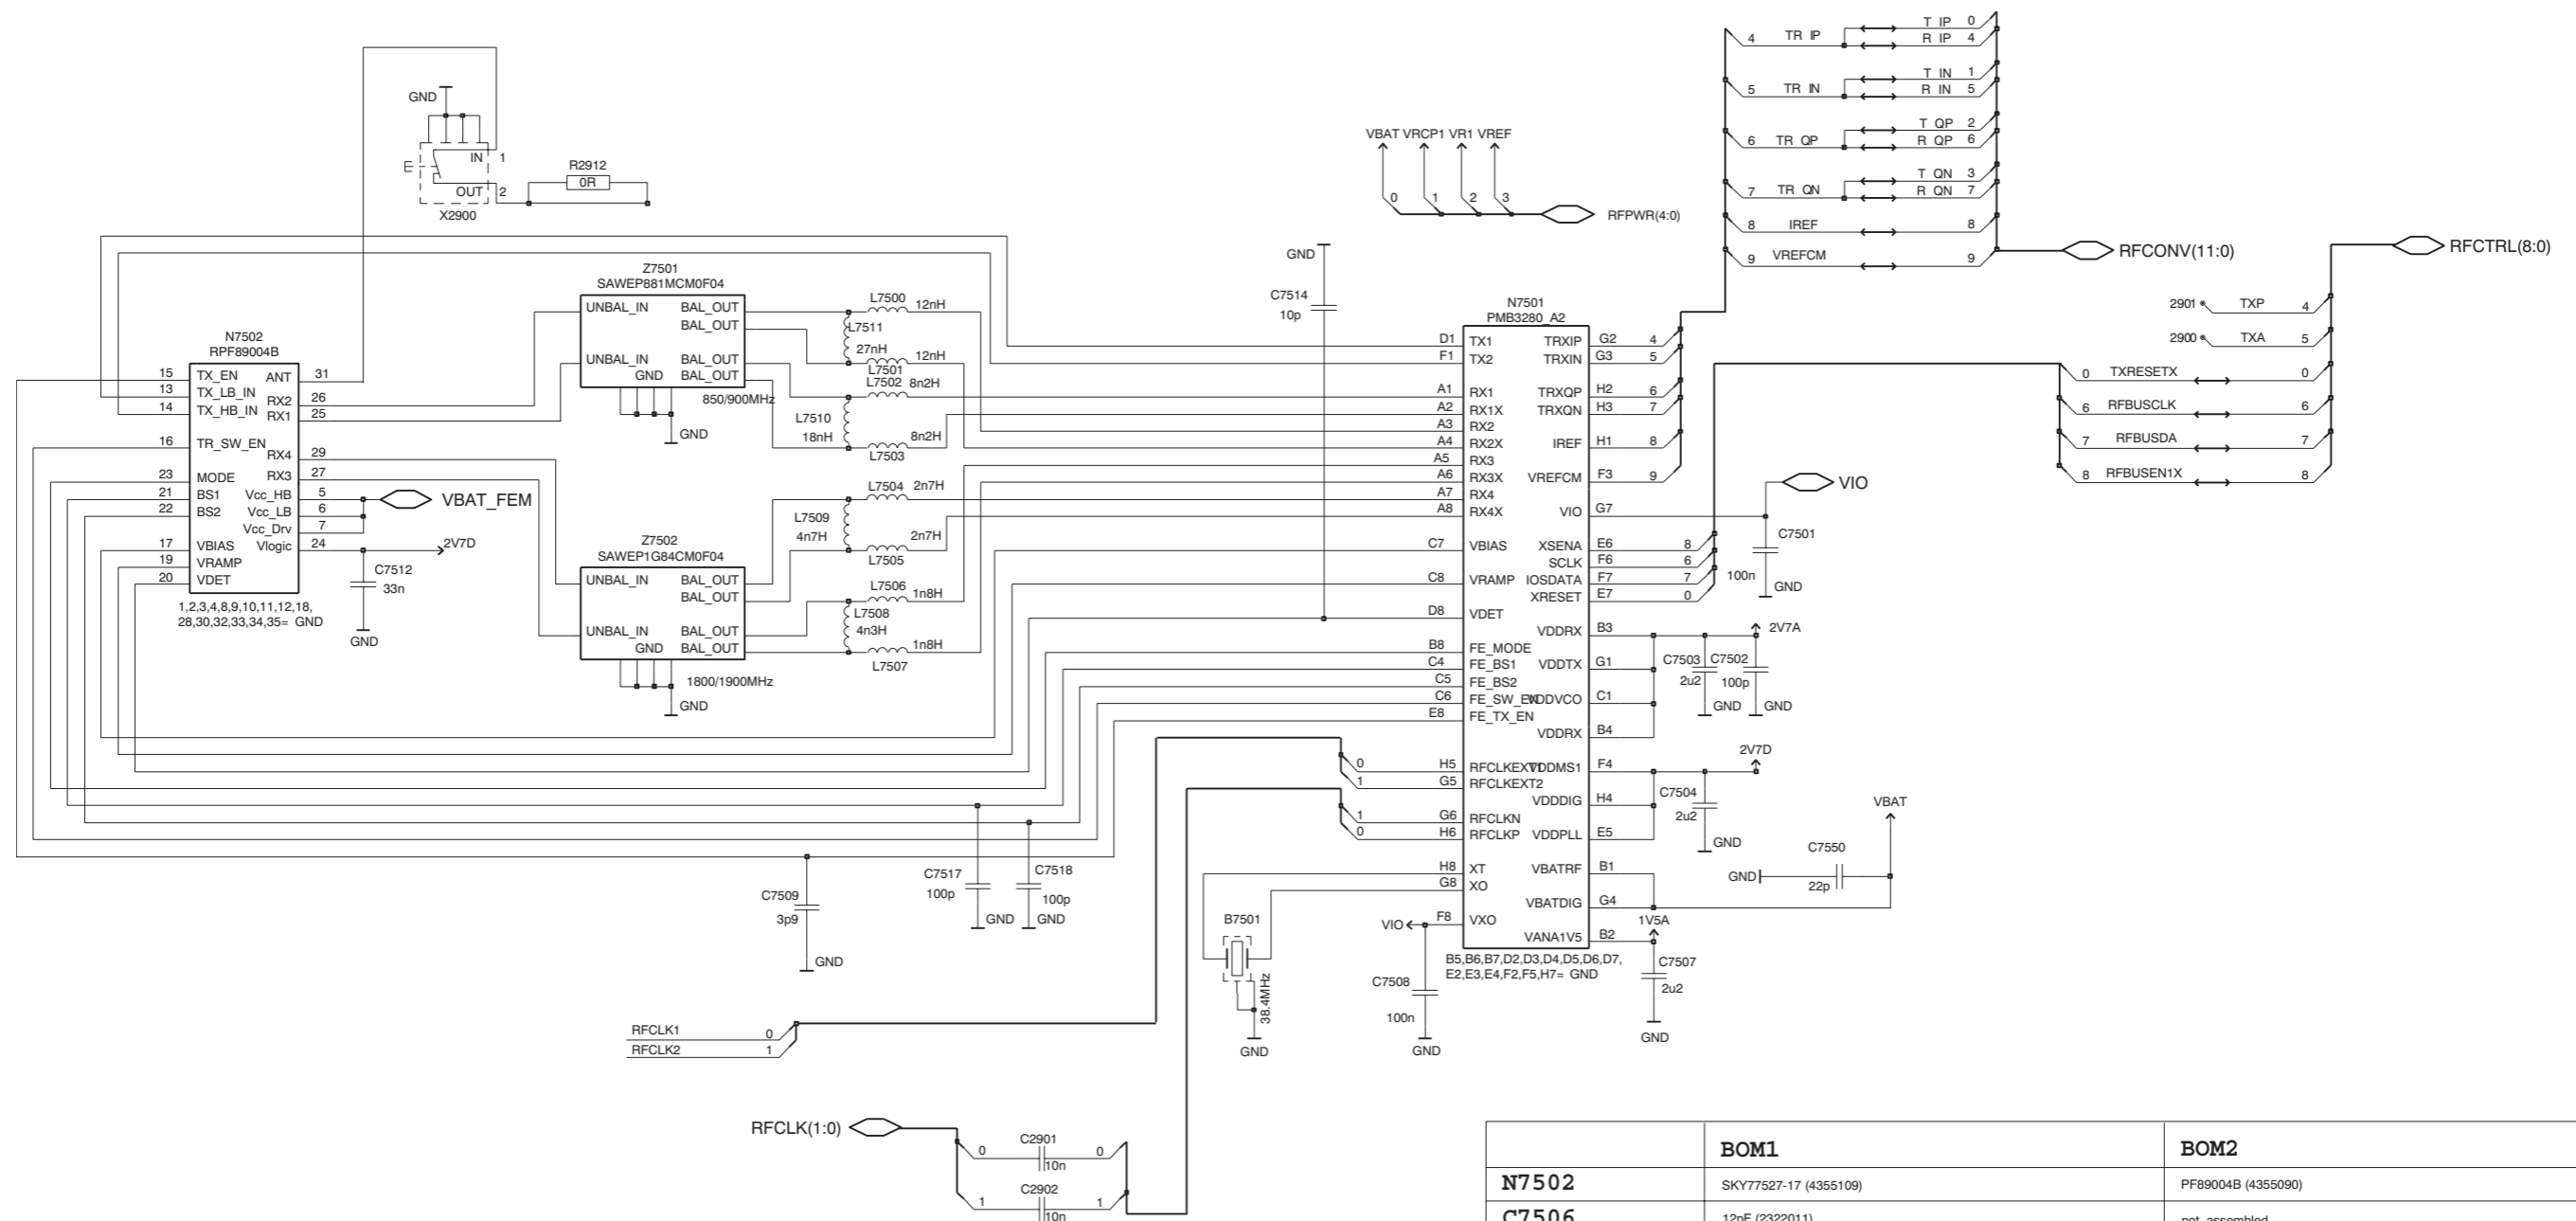 T IP 0
4 TR IP R IP 4
T IN 1
5 TR IN R IN 5
T QP 2
6 TR QP R QP 6
T QN 3
7 TR QN R QN 7
8 IREF 8
9 VREFCM 9
RFCONV(11:0)
RFCTRL(8:0)
2901 TXP 4
2900 TXA 5
0 TXRESETX 0
6 RFBUSCLK 6
7 RFBUSDA 7
8 RFBUSEN1X 8
GND
IN 1
OUT 2
X2900
R2912
0R
VBAT VRCP1 VR1 VREF
0 1 2 3
RFPWR(4:0)
GND
C7514
10p
N7502
RPF89004B
15 TX_EN ANT 31
13 TX_LB_IN
14 TX_HB_IN
RX2 26
RX1 25
16 TR_SW_EN
RX4 29
RX3 27
23 MODE
21 BS1 Vcc_HB 5
22 BS2 Vcc_LB 6
Vcc_Drv 7
17 VBIAS Vlogic 24
19 VRAMP
20 VDET
1,2,3,4,8,9,10,11,12,18,
28,30,32,33,34,35= GND
VBAT_FEM
2V7D
C7512
33n
GND
Z7501
SAWEP881MCM0F04
UNBAL_IN BAL_OUT
BAL_OUT
UNBAL_IN BAL_OUT
GND BAL_OUT
850/900MHz
GND
Z7502
SAWEP1G84CM0F04
UNBAL_IN BAL_OUT
BAL_OUT
UNBAL_IN BAL_OUT
GND BAL_OUT
1800/1900MHz
GND
L7500 12nH
L7511
27nH
12nH
L7501
L7502 8n2H
L7510
18nH
8n2H
L7503
L7504 2n7H
L7509
4n7H
2n7H
L7505
L7506
1n8H
L7508
4n3H
1n8H
L7507
N7501
PMB3280_A2
D1 TX1 TRXIP G2 4
F1 TX2 TRXIN G3 5
A1 RX1 TRXQP H2 6
A2 RX1X TRXQN H3 7
A3 RX2
A4 RX2X IREF H1 8
A5 RX3
A6 RX3X VREFCM F3 9
A7 RX4
A8 RX4X VIO G7
C7 VBIAS XSENA E6 8
SCLK F6 6
C8 VRAMP IOSDATA F7 7
XRESET E7 0
D8 VDET
VDDRX B3
B8 FE_MODE
C4 FE_BS1 VDDTX G1
C5 FE_BS2
C6 FE_SW_EN VDDVCO C1
E8 FE_TX_EN
VDDRX B4
0 H5 RFCLKEXT1 VDDMS1 F4
1 G5 RFCLKEXT2
VDDDIG H4
1 G6 RFCLKN
0 H6 RFCLKP VDDPLL E5
H8 XT VBATRF B1
G8 XO
VBATDIG G4
F8 VXO
VANA1V5 B2
B5,B6,B7,D2,D3,D4,D5,D6,D7,
E2,E3,E4,F2,F5,H7= GND
VIO
C7501
100n
GND
2V7A
C7503 C7502
2u2 100p
GND GND
2V7D
C7504
2u2
GND
VBAT
C7550
GND
22p
1V5A
C7507
2u2
GND
VIO
C7508
100n
GND
B7501
38.4MHz
GND
C7509
3p9
GND
C7517
100p
GND
C7518
100p
GND
RFCLK1 0
RFCLK2 1
RFCLK(1:0)
0 C2901 0
10n
1 C2902 1
10n
BOM1 BOM2
N7502 SKY77527-17 (4355109) PF89004B (4355090)
C7506 12pF (2322011) not assembled